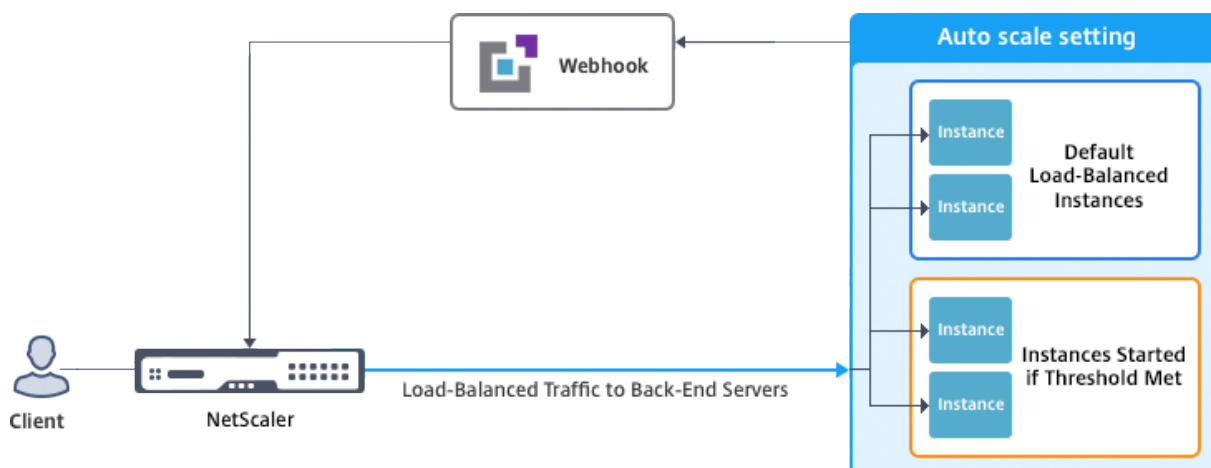 Auto scale setting
Webhook
Instance
Instance
Default
Load-Balanced
Instances
Instance
Instance
Instances Started
if Threshold Met
Load-Balanced Traffic to Back-End Servers
Client
NetScaler